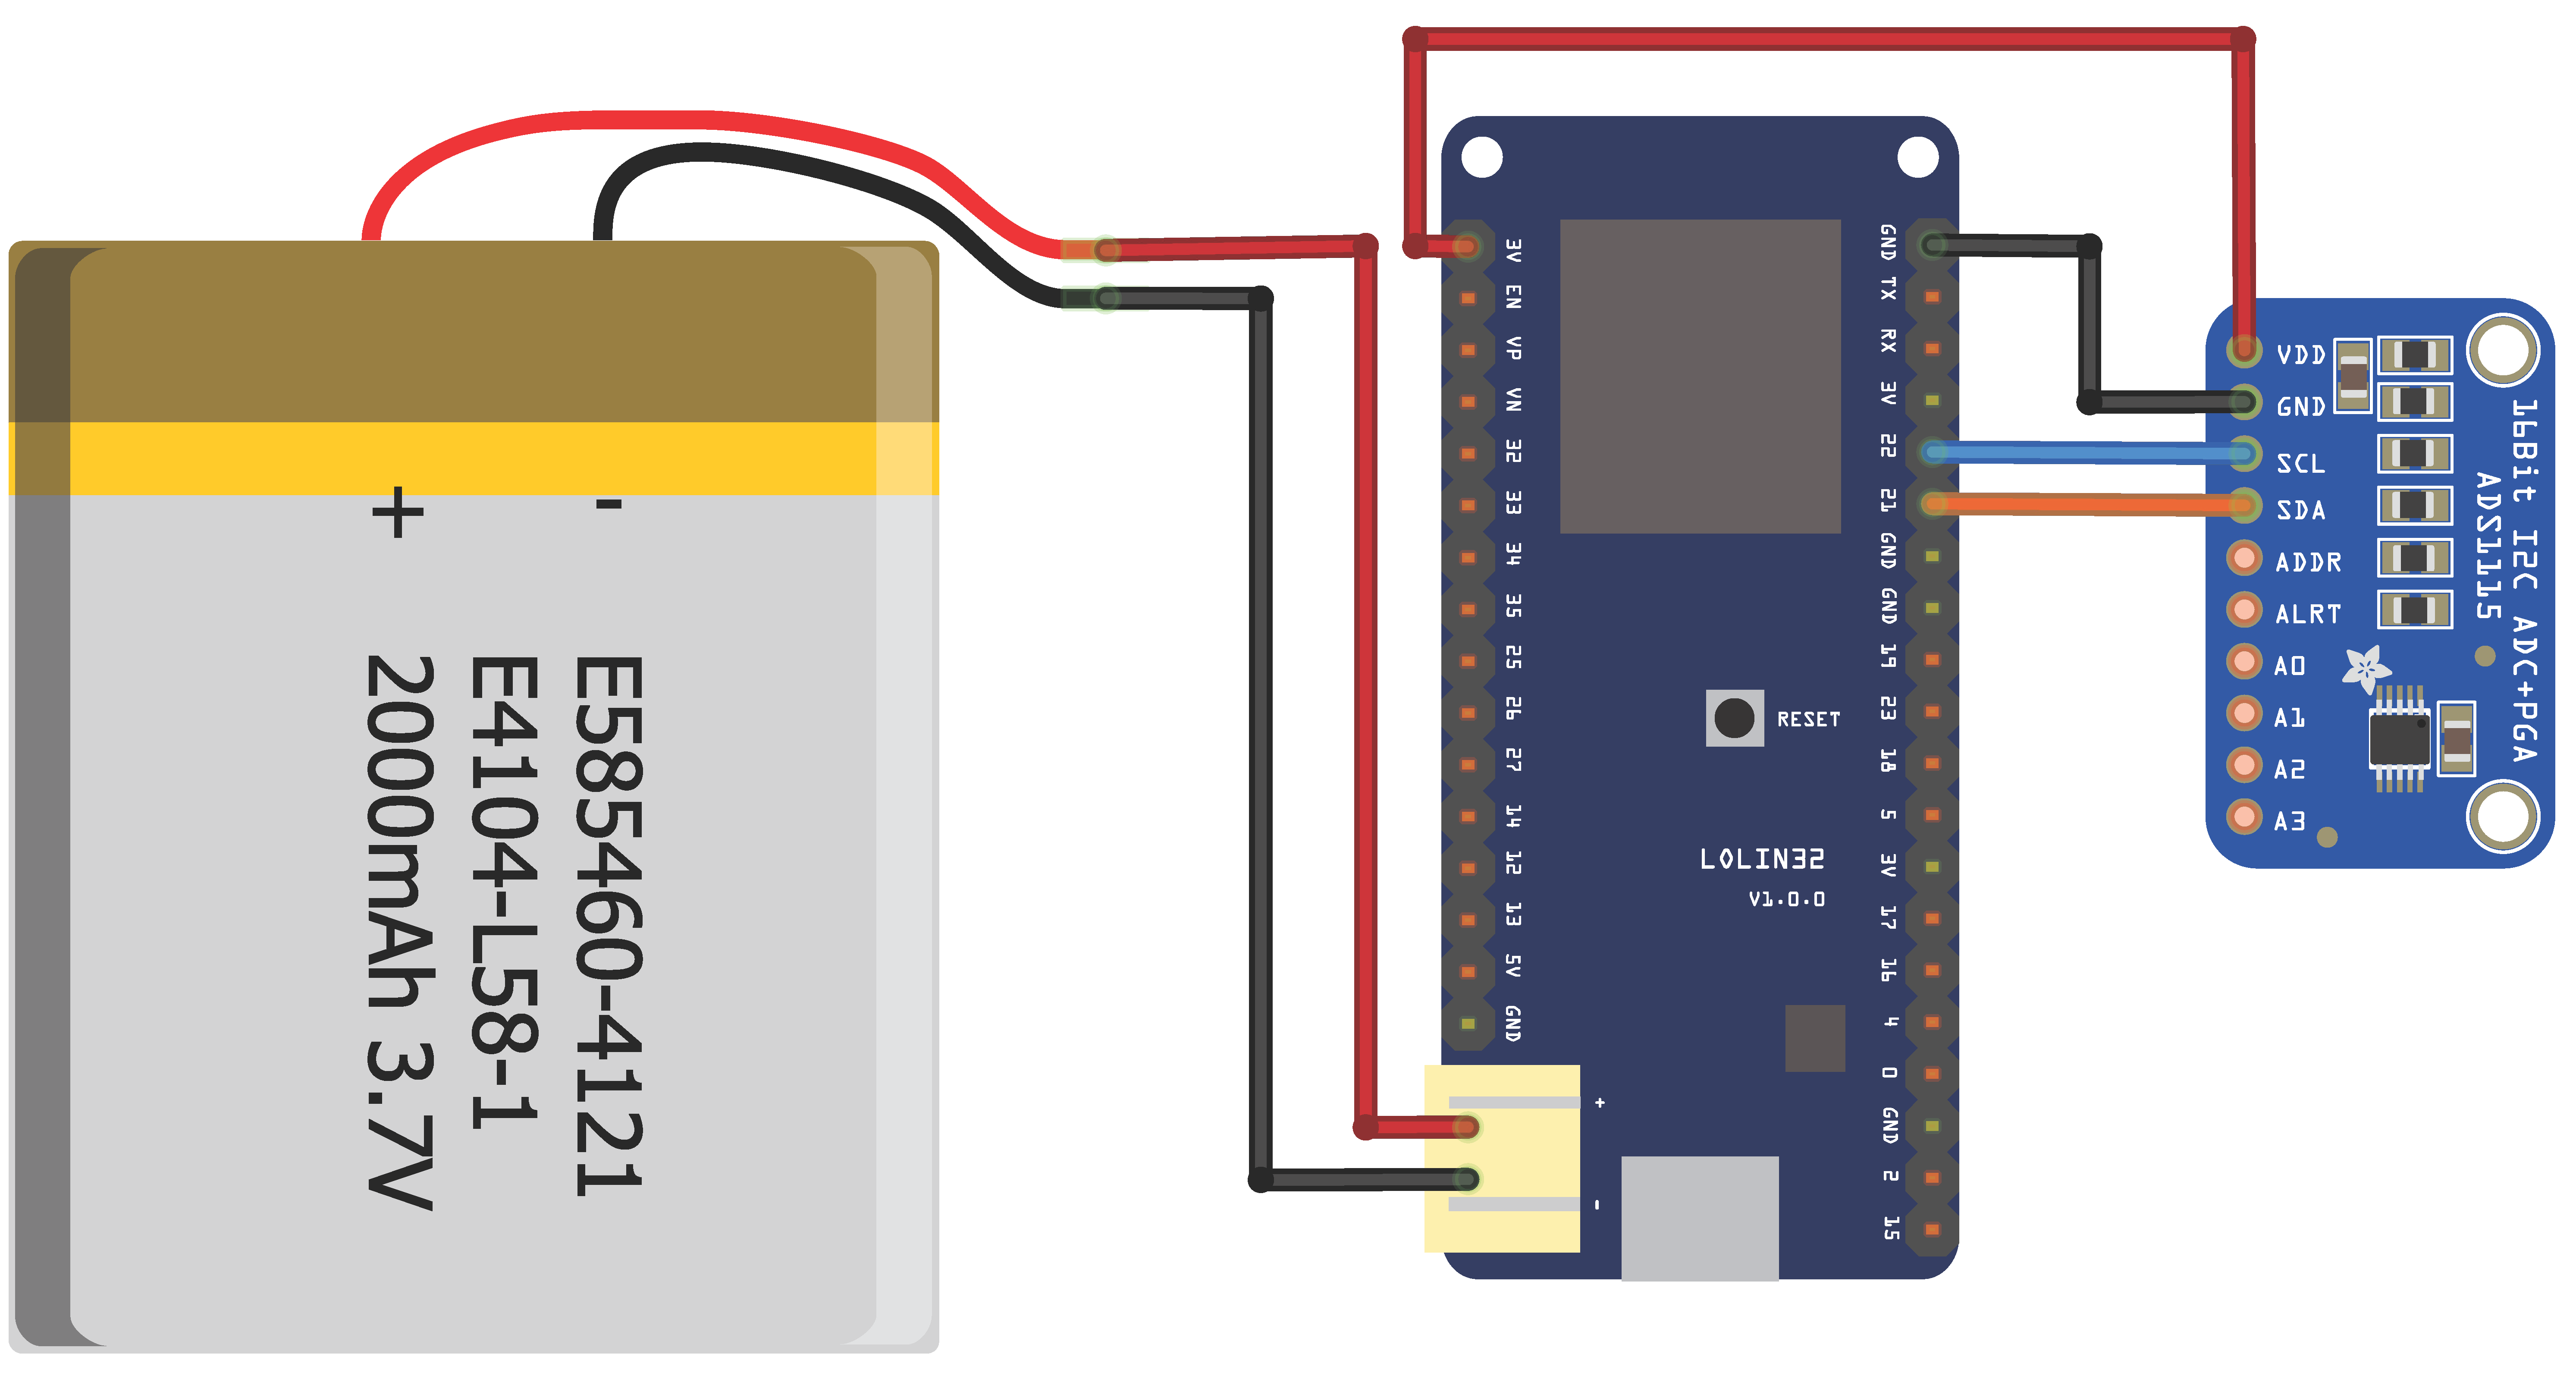 +
-
E585460-4121
E4104-L58-1
2000mAh 3.7V
3V
EN
VP
VN
32
33
34
35
25
26
27
14
12
13
5V
GND
+
-
RESET
LOLIN32
V1.0.0
GND
TX
RX
3V
22
21
GND
GND
19
23
18
5
3V
17
16
4
0
GND
2
15
VDD
GND
SCL
SDA
ADDR
ALRT
A0
A1
A2
A3
16Bit I2C ADC+PGA
ADS1115